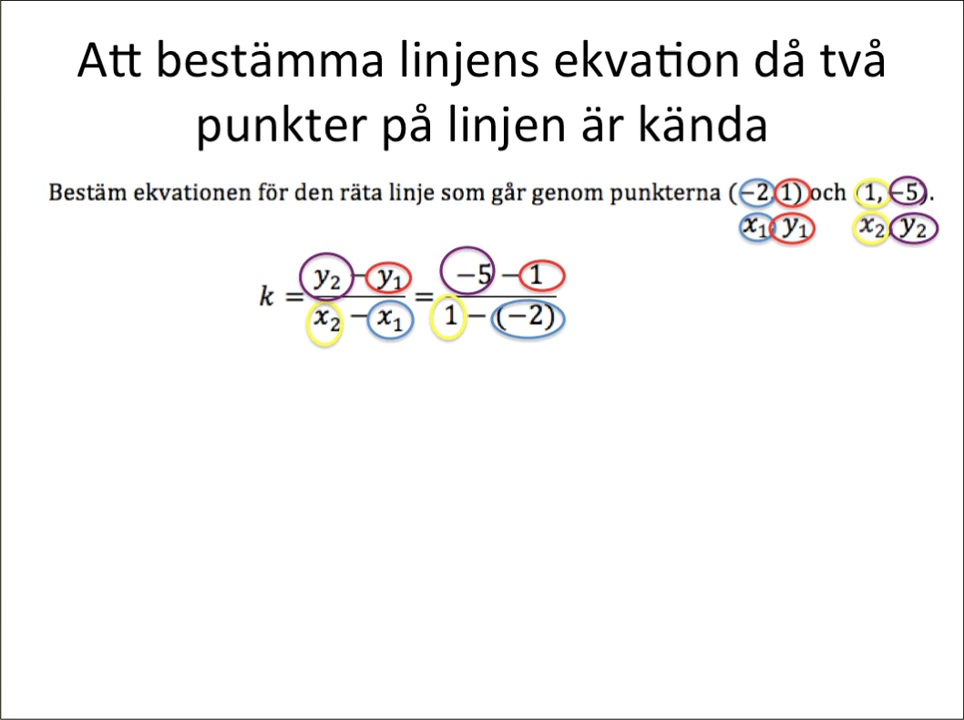 Att bestämma linjens ekvation då två
punkter på linjen är kända
Bestäm ekvationen för den räta linje som går genom punkterna (−2,1) och (1, −5).
x₁ y₁ x₂ y₂
k = (y₂ − y₁)/(x₂ − x₁) = (−5 − 1)/(1 − (−2))